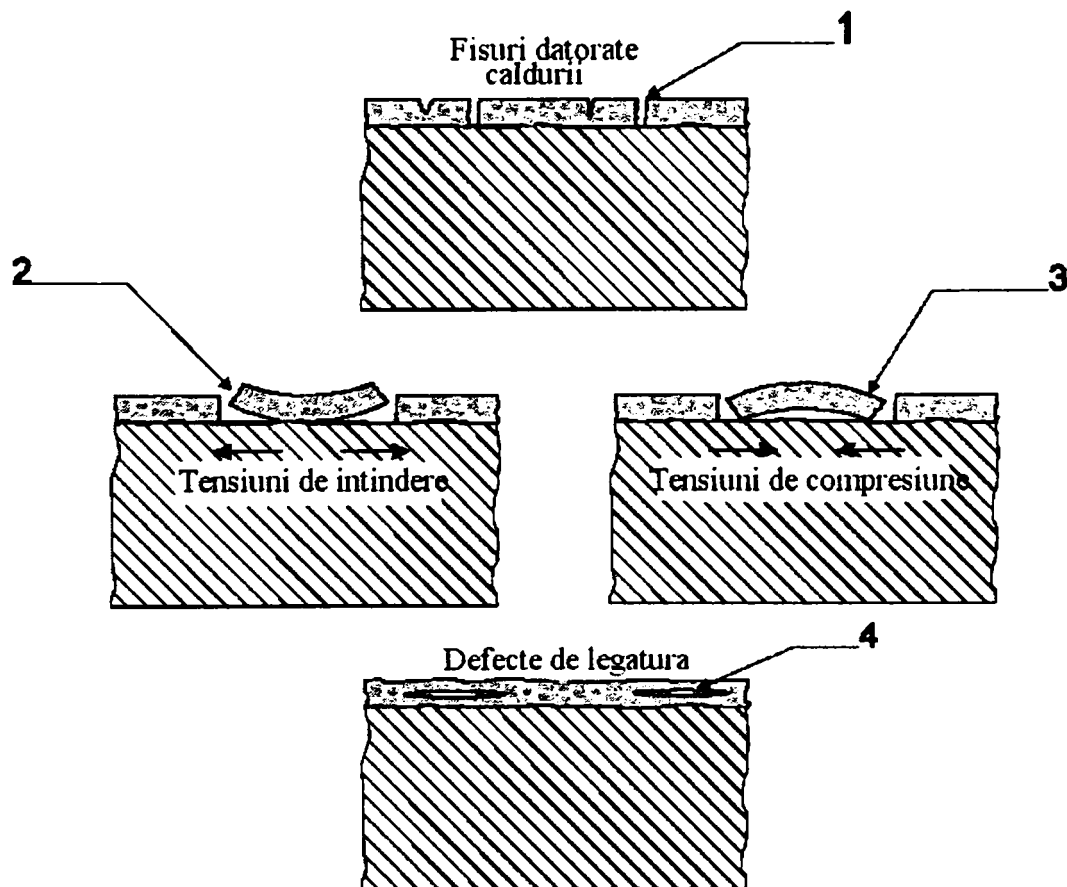 1
Fisuri datorate
caldurii
2
3
Tensiuni de intindere
Tensiuni de compresiune
4
Defecte de legatura